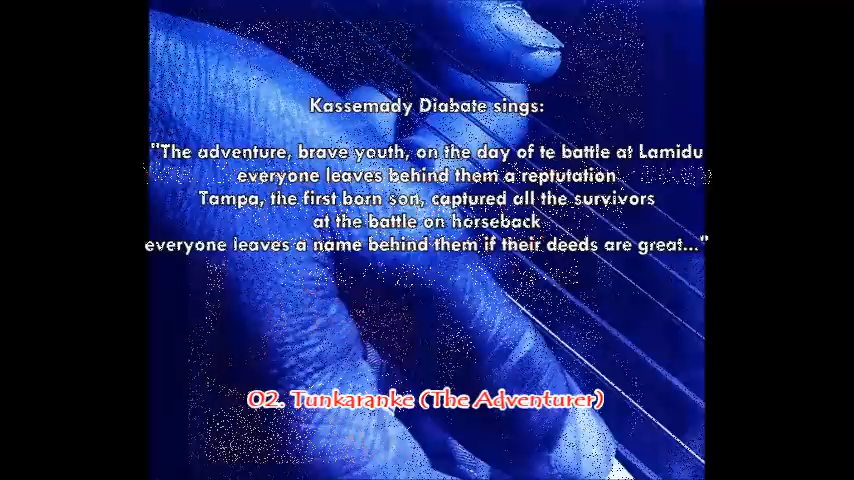 Kassemady Diabate sings:
"The adventure, brave youth, on the day of te battle at Lamidu
everyone leaves behind them a reptutation
Tampa, the first born son, captured all the survivors
at the battle on horseback
everyone leaves a name behind them if their deeds are great..."
02. Tunkaranke (The Adventurer)